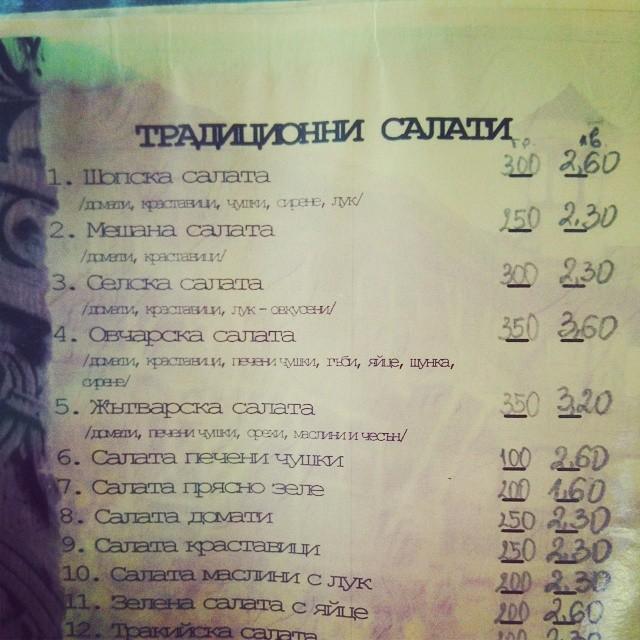 ТРАДИЦИОННИ САЛАТИ гр. лв.
1. Шопска салата 300 2.60
/домати, краставици, чушки, сирене, лук/
2. Мешана салата 250 2.30
/домати, краставици/
3. Селска салата 300 2.30
/домати, краставици, лук - овкусени/
4. Овчарска салата 350 3.60
/домати, краставици, печени чушки, гъби, яйце, шунка,
сирене/
5. Жътварска салата 350 3.20
/домати, печени чушки, орехи, маслини и чесън/
6. Салата печени чушки 100 2.60
7. Салата прясно зеле 200 1.60
8. Салата домати 250 2.30
9. Салата краставици 250 2.30
10. Салата маслини с лук 200 2.30
11. Зелена салата с яйце 200 2.60
12. Тракийска салата 2.30